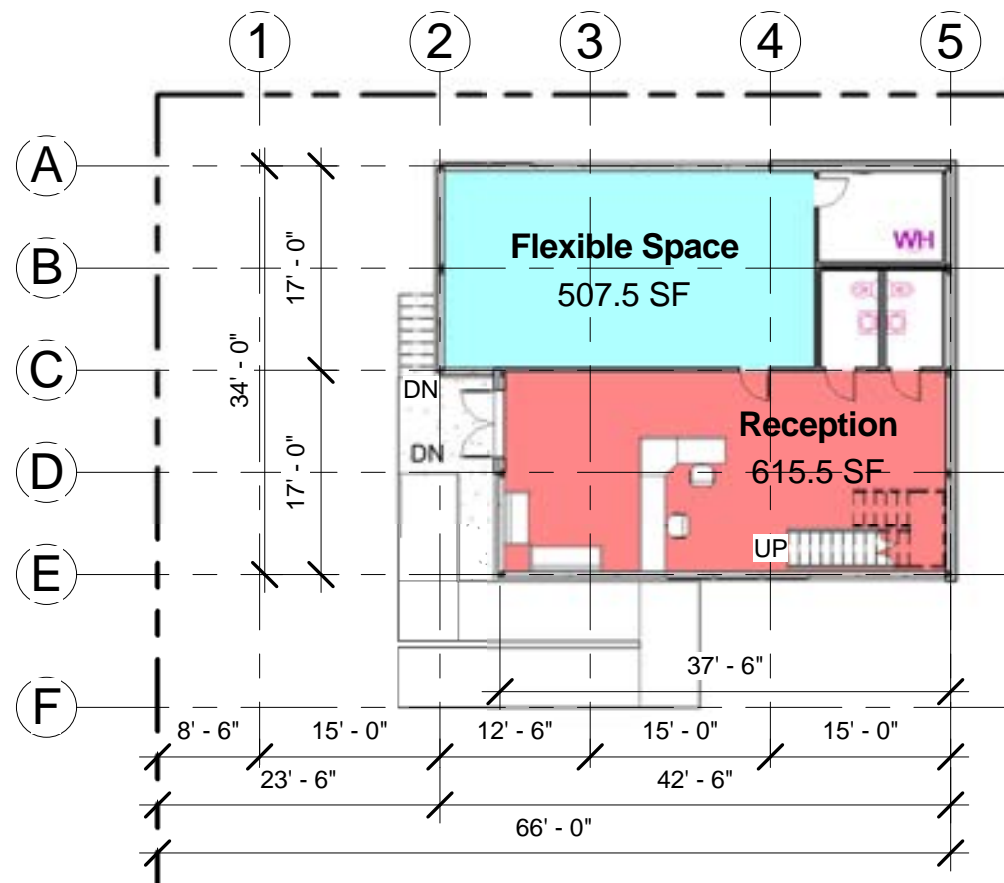 1 2 3 4 5
A
B
C
D
E
F
Flexible Space
507.5 SF
WH
17' - 0"
34' - 0"
17' - 0"
DN
DN
Reception
615.5 SF
UP
37' - 6"
8' - 6" 15' - 0" 12' - 6" 15' - 0" 15' - 0"
23' - 6" 42' - 6"
66' - 0"